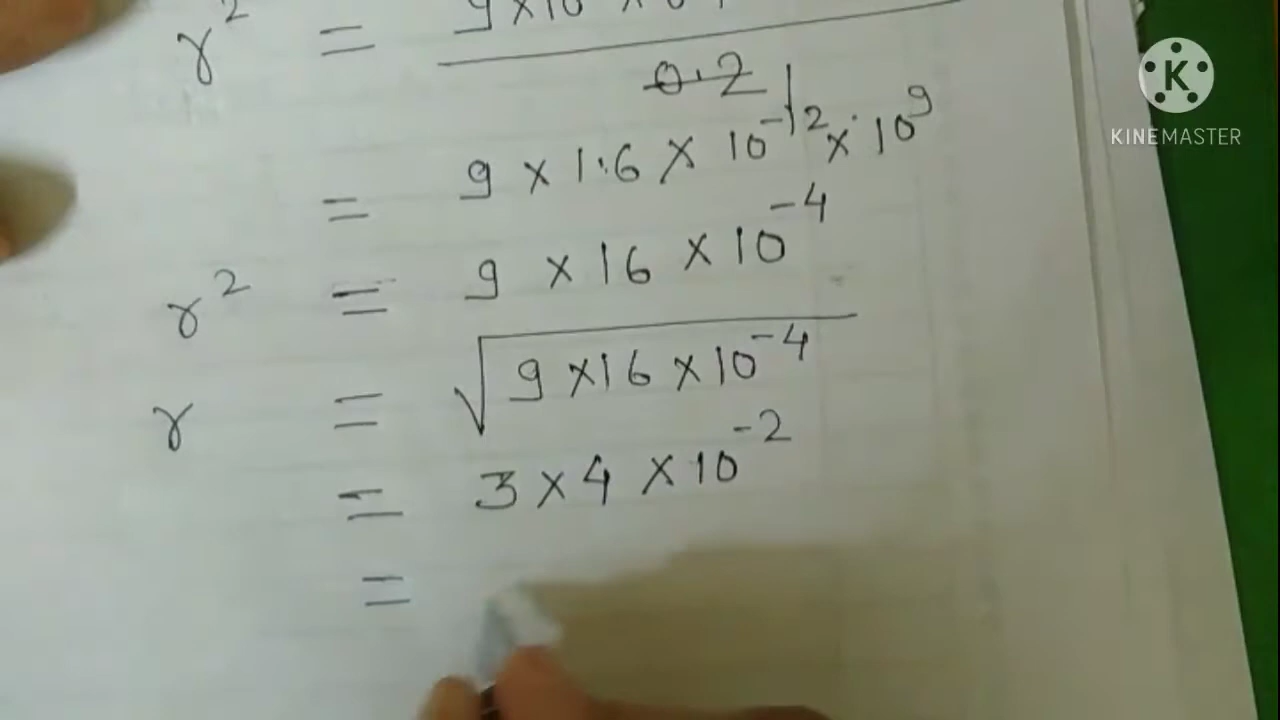 r² =
0.2
= 9 × 1.6 × 10⁻¹² × 10⁹
r² = 9 × 16 × 10⁻⁴
r = √9 × 16 × 10⁻⁴
= 3 × 4 × 10⁻²
=
KINEMASTER